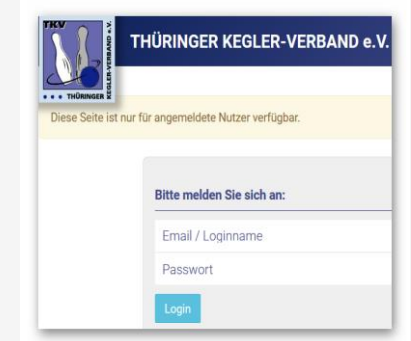 TKV
KEGLER-VERBAND e.V.
• • • THÜRINGER
THÜRINGER KEGLER-VERBAND e.V.
Diese Seite ist nur für angemeldete Nutzer verfügbar.
Bitte melden Sie sich an:
Email / Loginname
Passwort
Login